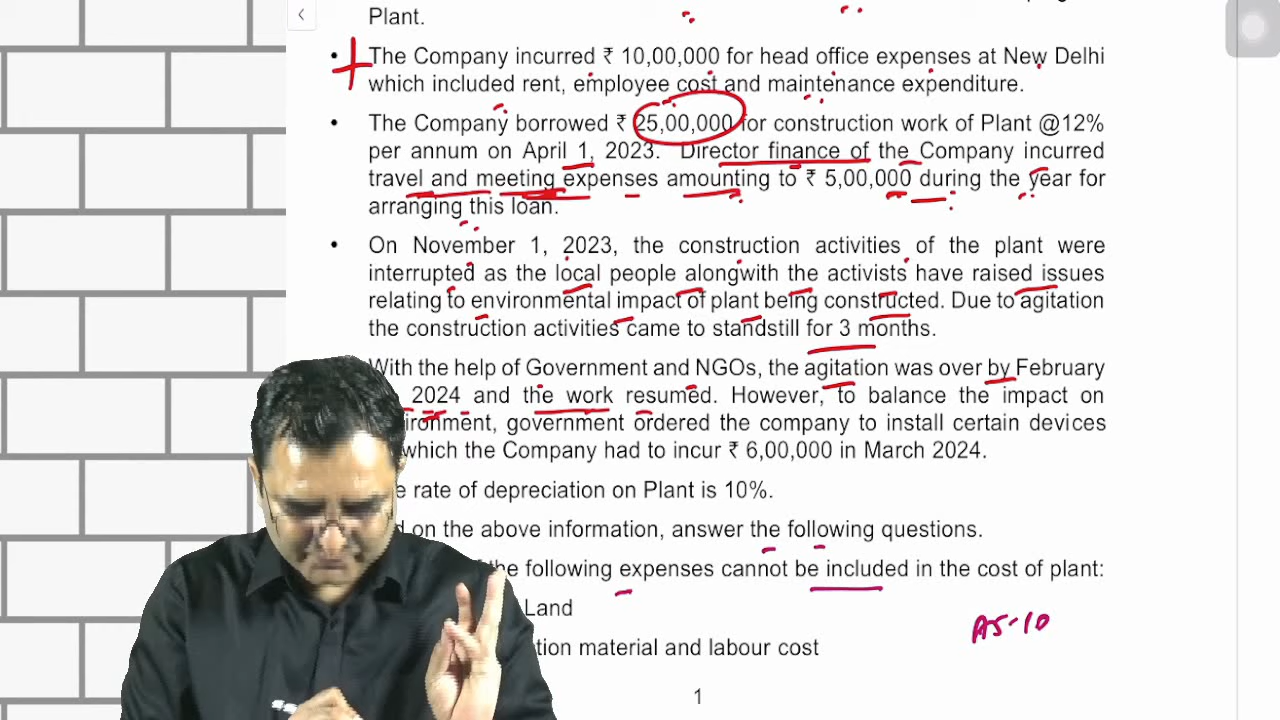 Plant.
• The Company incurred ₹ 10,00,000 for head office expenses at New Delhi
which included rent, employee cost and maintenance expenditure.
• The Company borrowed ₹ 25,00,000 for construction work of Plant @12%
per annum on April 1, 2023. Director finance of the Company incurred
travel and meeting expenses amounting to ₹ 5,00,000 during the year for
arranging this loan.
• On November 1, 2023, the construction activities of the plant were
interrupted as the local people alongwith the activists have raised issues
relating to environmental impact of plant being constructed. Due to agitation
the construction activities came to standstill for 3 months.
With the help of Government and NGOs, the agitation was over by February
2024 and the work resumed. However, to balance the impact on
ironment, government ordered the company to install certain devices
which the Company had to incur ₹ 6,00,000 in March 2024.
e rate of depreciation on Plant is 10%.
d on the above information, answer the following questions.
he following expenses cannot be included in the cost of plant:
Land
AS-10
tion material and labour cost
1